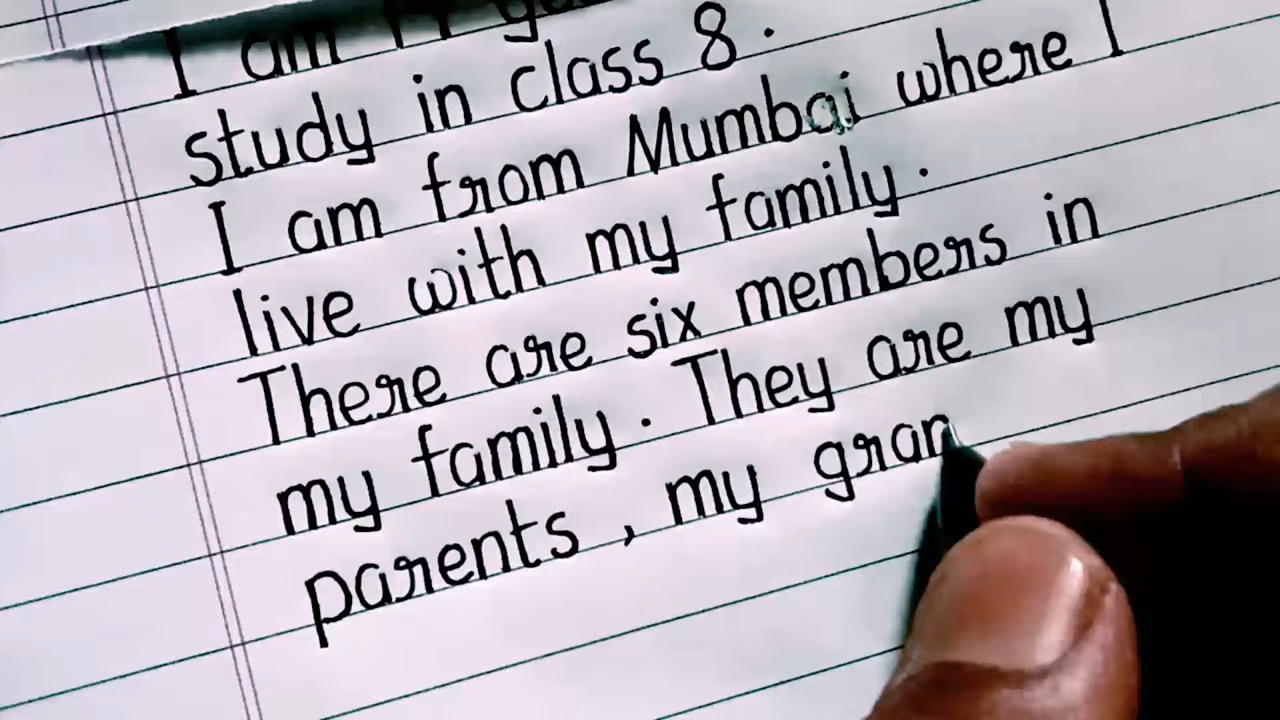 I am
study in class 8.
I am from Mumbai where I
live with my family.
There are six members in
my family. They are my
parents, my gran